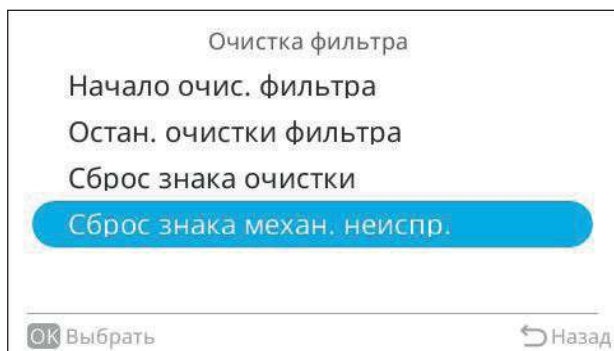 Очистка фильтра
Начало очис. фильтра
Остан. очистки фильтра
Сброс знака очистки
Сброс знака механ. неиспр.
OK Выбрать
Назад